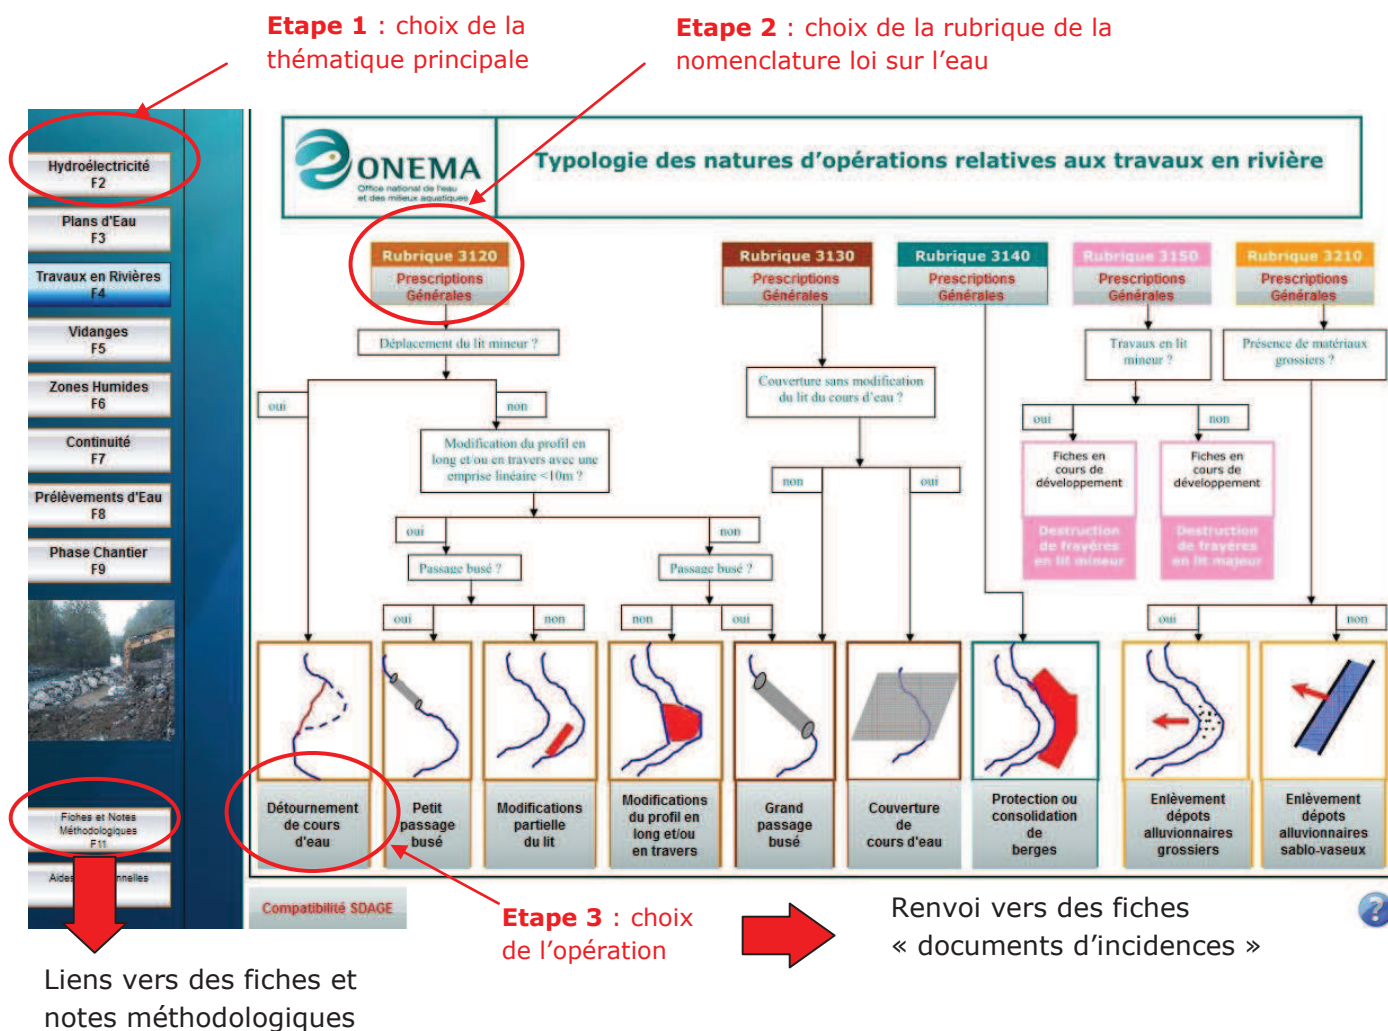 Etape 1 : choix de la
thématique principale
Etape 2 : choix de la rubrique de la
nomenclature loi sur l'eau
Hydroélectricité
F2
Plans d'Eau
F3
Travaux en Rivières
F4
Vidanges
F5
Zones Humides
F6
Continuité
F7
Prélèvements d'Eau
F8
Phase Chantier
F9
Fiches et Notes
Méthodologiques
F11
ONEMA
Office national de l'eau
et des milieux aquatiques
Typologie des natures d'opérations relatives aux travaux en rivière
Rubrique 3120
Prescriptions
Générales
Rubrique 3130
Prescriptions
Générales
Rubrique 3140
Prescriptions
Générales
Rubrique 3150
Prescriptions
Générales
Rubrique 3210
Prescriptions
Générales
Déplacement du lit mineur ?
oui
non
Modification du profil en
long et/ou en travers avec une
emprise linéaire <10m ?
oui
non
Passage busé ?
Passage busé ?
oui
non
non
oui
Couverture sans modification
du lit du cours d'eau ?
non
oui
Travaux en lit
mineur ?
oui
non
Fiches en
cours de
développement
Fiches en
cours de
développement
Destruction
de frayères
en lit mineur
Destruction
de frayères
en lit majeur
Présence de matériaux
grossiers ?
oui
non
Détournement
de cours
d'eau
Petit
passage
busé
Modifications
partielle
du lit
Modifications
du profil en
long et/ou
en travers
Grand
passage
busé
Couverture
de
cours d'eau
Protection ou
consolidation
de
berges
Enlèvement
dépots
alluvionnaires
grossiers
Enlèvement
dépots
alluvionnaires
sablo-vaseux
Compatibilité SDAGE
Etape 3 : choix
de l'opération
Renvoi vers des fiches
« documents d'incidences »
?
Liens vers des fiches et
notes méthodologiques